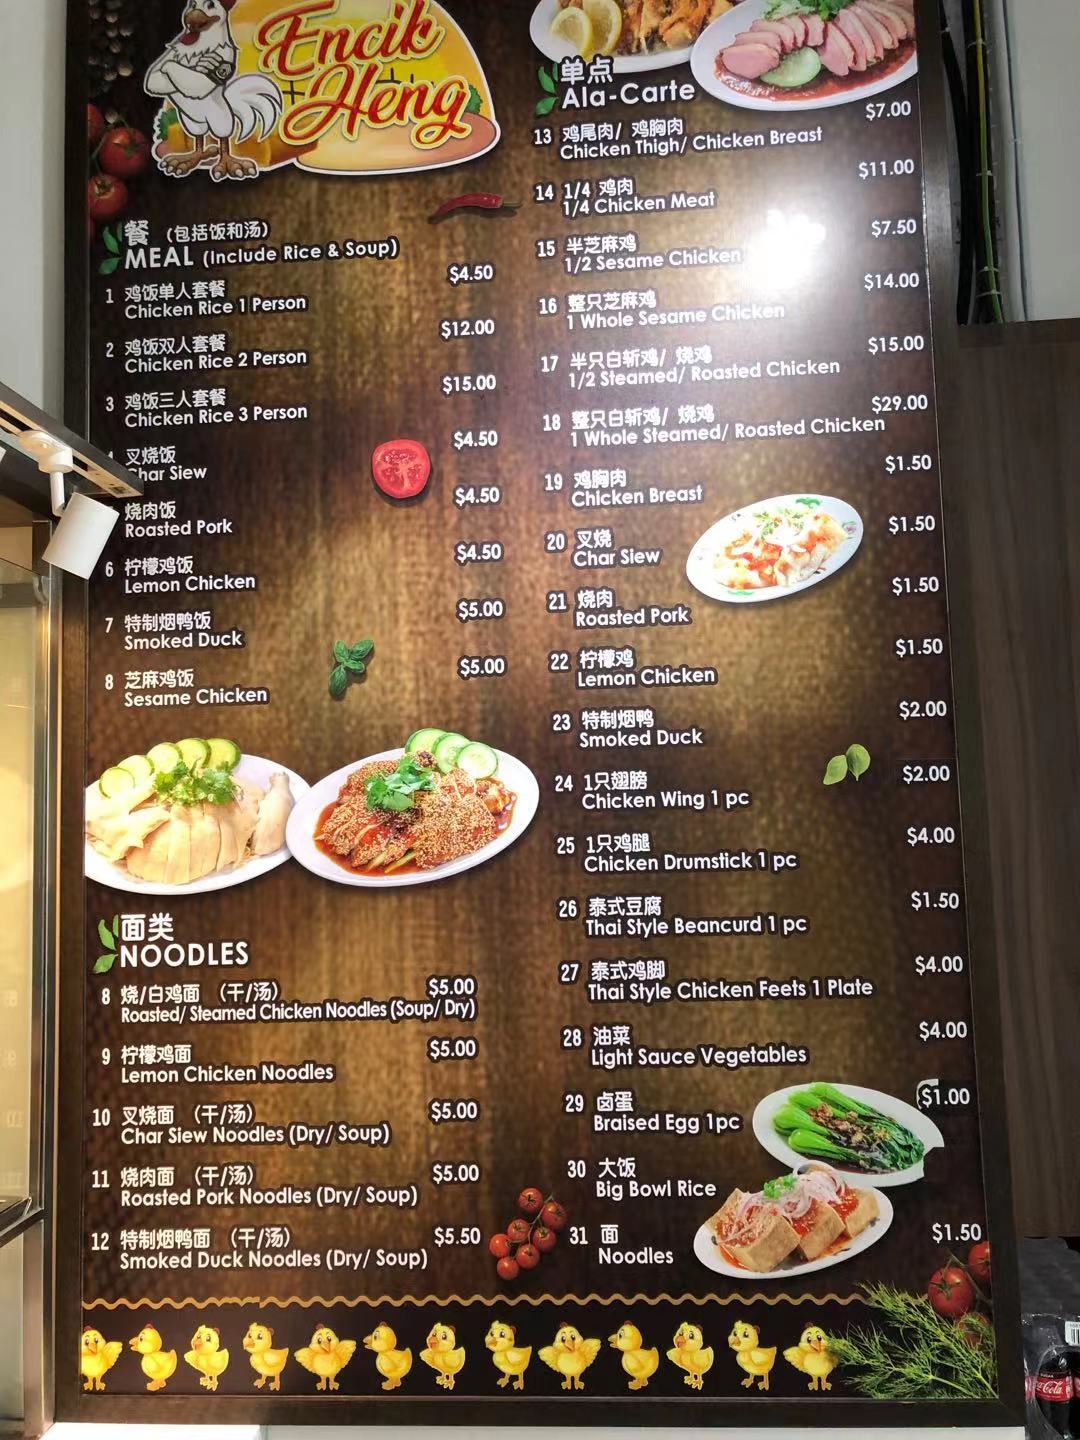 Encik
Heng
餐 （包括饭和汤）
MEAL (Include Rice & Soup)
1 鸡饭单人套餐 $4.50
Chicken Rice 1 Person
2 鸡饭双人套餐 $12.00
Chicken Rice 2 Person
3 鸡饭三人套餐 $15.00
Chicken Rice 3 Person
叉烧饭 $4.50
Char Siew
烧肉饭 $4.50
Roasted Pork
6 柠檬鸡饭 $4.50
Lemon Chicken
7 特制烟鸭饭 $5.00
Smoked Duck
8 芝麻鸡饭 $5.00
Sesame Chicken
面类
NOODLES
8 烧/白鸡面 （干/汤） $5.00
Roasted/ Steamed Chicken Noodles (Soup/ Dry)
9 柠檬鸡面 $5.00
Lemon Chicken Noodles
10 叉烧面 （干/汤） $5.00
Char Siew Noodles (Dry/ Soup)
11 烧肉面 （干/汤） $5.00
Roasted Pork Noodles (Dry/ Soup)
12 特制烟鸭面 （干/汤） $5.50
Smoked Duck Noodles (Dry/ Soup)
单点
Ala-Carte
13 鸡尾肉/ 鸡胸肉 $7.00
Chicken Thigh/ Chicken Breast
14 1/4 鸡肉 $11.00
1/4 Chicken Meat
15 半芝麻鸡 $7.50
1/2 Sesame Chicken
16 整只芝麻鸡 $14.00
1 Whole Sesame Chicken
17 半只白斩鸡/ 烧鸡 $15.00
1/2 Steamed/ Roasted Chicken
18 整只白斩鸡/ 烧鸡 $29.00
1 Whole Steamed/ Roasted Chicken
19 鸡胸肉 $1.50
Chicken Breast
20 叉烧 $1.50
Char Siew
21 烧肉 $1.50
Roasted Pork
22 柠檬鸡 $1.50
Lemon Chicken
23 特制烟鸭 $2.00
Smoked Duck
24 1只翅膀 $2.00
Chicken Wing 1 pc
25 1只鸡腿 $4.00
Chicken Drumstick 1 pc
26 泰式豆腐 $1.50
Thai Style Beancurd 1 pc
27 泰式鸡脚 $4.00
Thai Style Chicken Feets 1 Plate
28 油菜 $4.00
Light Sauce Vegetables
29 卤蛋 $1.00
Braised Egg 1pc
30 大饭
Big Bowl Rice
31 面 $1.50
Noodles
Coca-Cola